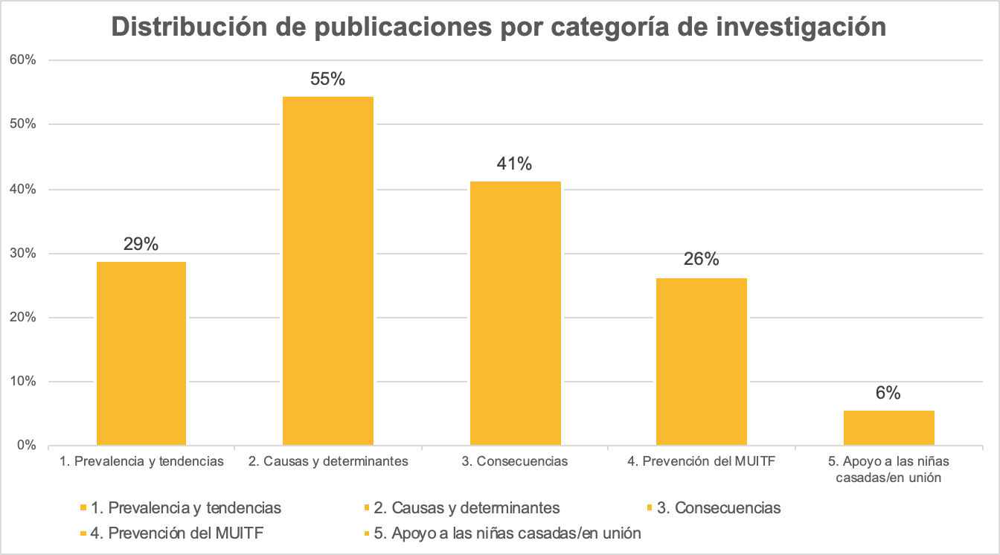 Distribución de publicaciones por categoría de investigación
60%
50%
40%
30%
20%
10%
0%
29%
55%
41%
26%
6%
1. Prevalencia y tendencias
2. Causas y determinantes
3. Consecuencias
4. Prevención del MUITF
5. Apoyo a las niñas
casadas/en unión
1. Prevalencia y tendencias
2. Causas y determinantes
3. Consecuencias
4. Prevención del MUITF
5. Apoyo a las niñas casadas/en unión